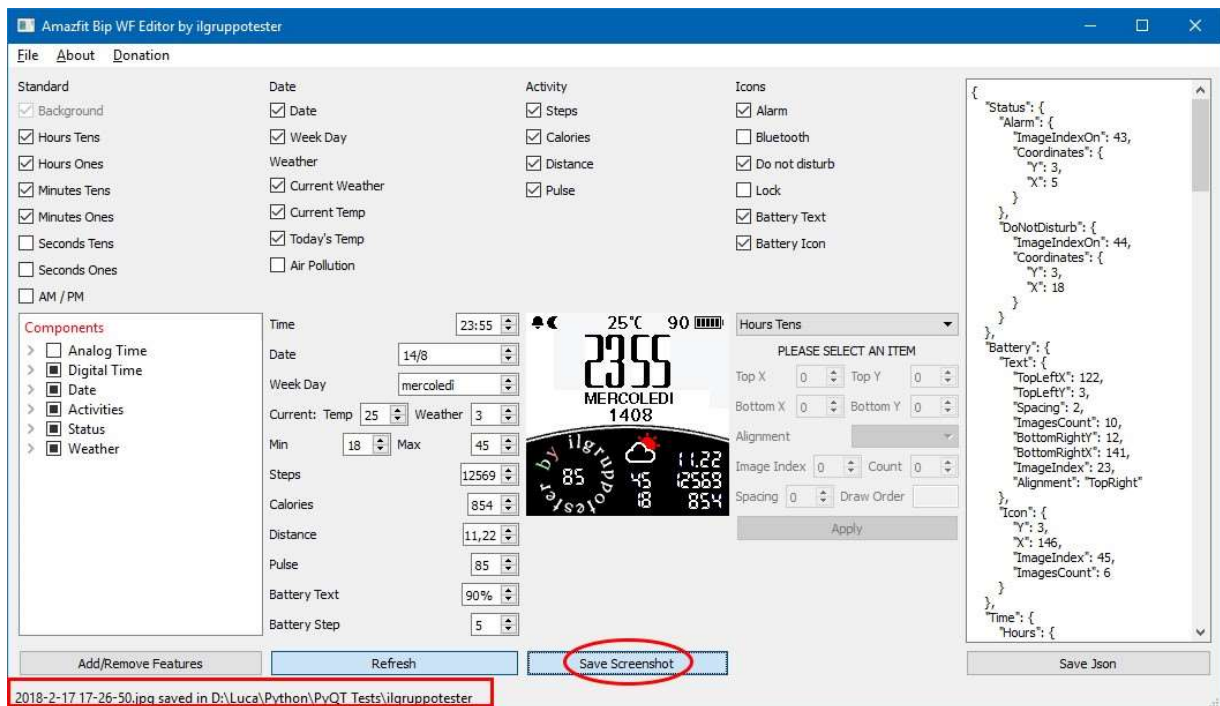 Amazfit Bip WF Editor by ilgruppotester
File About Donation
Standard
Background
Hours Tens
Hours Ones
Minutes Tens
Minutes Ones
Seconds Tens
Seconds Ones
AM / PM
Date
Date
Week Day
Weather
Current Weather
Current Temp
Today's Temp
Air Pollution
Activity
Steps
Calories
Distance
Pulse
Icons
Alarm
Bluetooth
Do not disturb
Lock
Battery Text
Battery Icon
Components
Analog Time
Digital Time
Date
Activities
Status
Weather
Time 23:55
Date 14/8
Week Day mercoledì
Current: Temp 25 Weather 3
Min 18 Max 45
Steps 12569
Calories 854
Distance 11,22
Pulse 85
Battery Text 90%
Battery Step 5
25°C 90
2355
MERCOLEDI
1408
by ilgruppotester
85
45
18
11.22
12569
854
Hours Tens
PLEASE SELECT AN ITEM
Top X 0 Top Y 0
Bottom X 0 Bottom Y 0
Alignment
Image Index 0 Count 0
Spacing 0 Draw Order
Apply
{
"Status": {
"Alarm": {
"ImageIndexOn": 43,
"Coordinates": {
"Y": 3,
"X": 5
}
},
"DoNotDisturb": {
"ImageIndexOn": 44,
"Coordinates": {
"Y": 3,
"X": 18
}
},
"Battery": {
"Text": {
"TopLeftX": 122,
"TopLeftY": 3,
"Spacing": 2,
"ImagesCount": 10,
"BottomRightY": 12,
"BottomRightX": 141,
"ImageIndex": 23,
"Alignment": "TopRight"
},
"Icon": {
"Y": 3,
"X": 146,
"ImageIndex": 45,
"ImagesCount": 6
}
},
"Time": {
"Hours": {
Add/Remove Features
Refresh
Save Screenshot
Save Json
2018-2-17 17-26-50.jpg saved in D:\Luca\Python\PyQT Tests\ilgruppotester